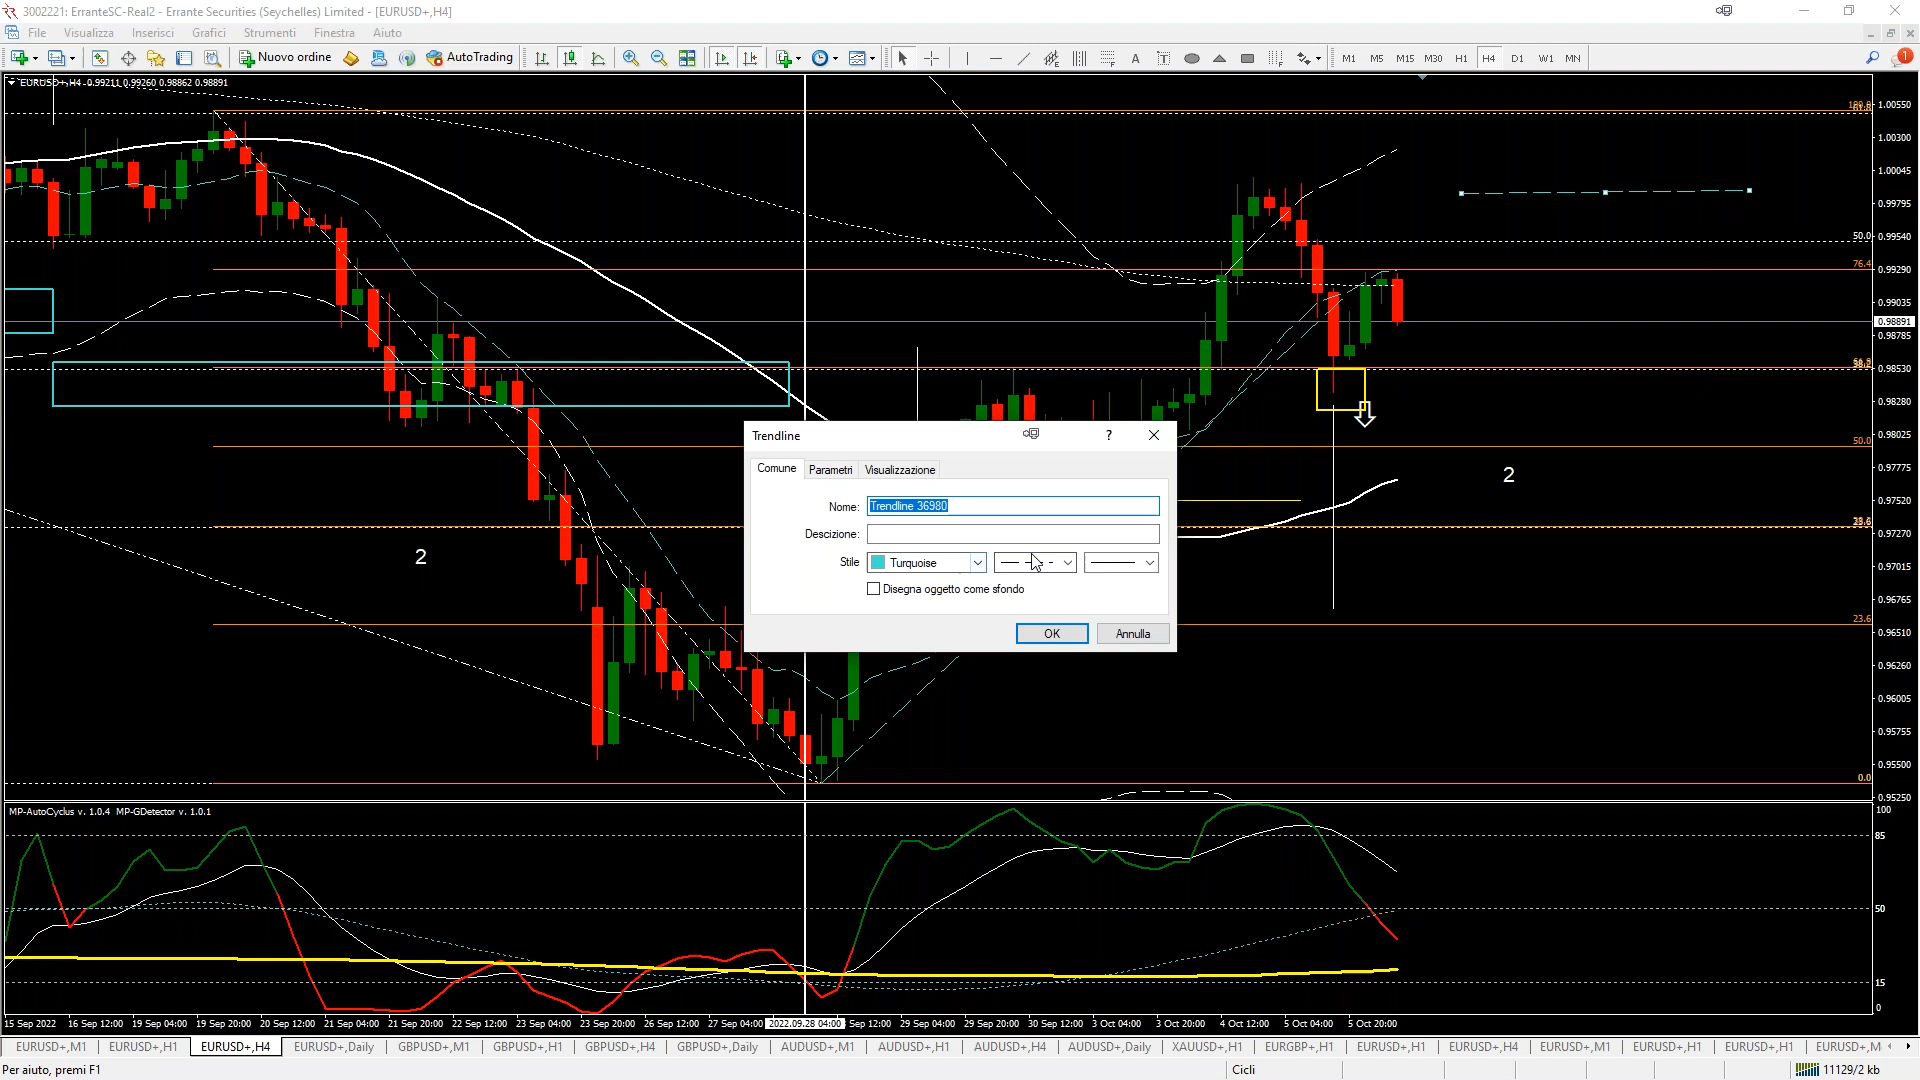 3002221: ErranteSC-Real2 - Errante Securities (Seychelles) Limited - [EURUSD+,H4]
File Visualizza Inserisci Grafici Strumenti Finestra Aiuto
Nuovo ordine AutoTrading A T M1 M5 M15 M30 H1 H4 D1 W1 MN 1
EURUSD+,H4 0.99211 0.99260 0.98862 0.98891
1.00550
1.00300
1.00045
0.99795
50.0 0.99540
76.4 0.99290
0.99035
0.98891
0.98785
0.98530
0.98280
50.0 0.98025
0.97775
0.97520
0.97270
0.97015
0.96765
23.6
0.96510
0.96260
0.96005
0.95755
0.95500
0.0
0.95250
2
2
Trendline ?
Comune Parametri Visualizzazione
Nome: Trendline 36980
Descizione:
Stile Turquoise
Disegna oggetto come sfondo
OK Annulla
MP-AutoCyclus v. 1.0.4 MP-GDetector v. 1.0.1
100
85
50
15
0
15 Sep 2022 16 Sep 12:00 19 Sep 04:00 19 Sep 20:00 20 Sep 12:00 21 Sep 04:00 21 Sep 20:00 22 Sep 12:00 23 Sep 04:00 23 Sep 20:00 26 Sep 12:00 27 Sep 04:00 2022.09.28 04:00 Sep 12:00 29 Sep 04:00 29 Sep 20:00 30 Sep 12:00 3 Oct 04:00 3 Oct 20:00 4 Oct 12:00 5 Oct 04:00 5 Oct 20:00
EURUSD+,M1 EURUSD+,H1 EURUSD+,H4 EURUSD+,Daily GBPUSD+,M1 GBPUSD+,H1 GBPUSD+,H4 GBPUSD+,Daily AUDUSD+,M1 AUDUSD+,H1 AUDUSD+,H4 AUDUSD+,Daily XAUUSD+,H1 EURGBP+,H1 EURUSD+,H1 EURUSD+,H4 EURUSD+,M1 EURUSD+,H1 EURUSD+,H1 EURUSD+,M
Per aiuto, premi F1 Cicli 11129/2 kb